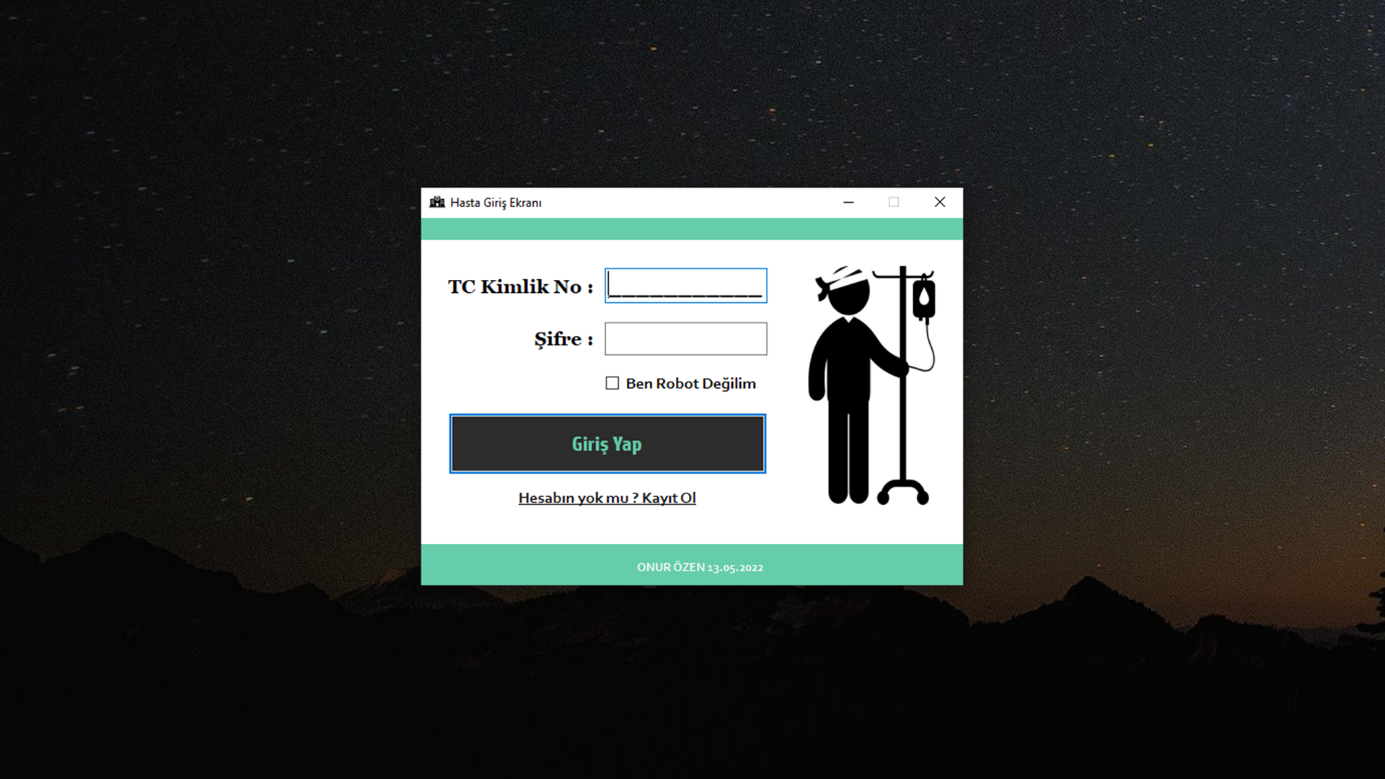 Hasta Giriş Ekranı
TC Kimlik No :
Şifre :
Ben Robot Değilim
Giriş Yap
Hesabın yok mu ? Kayıt Ol
ONUR ÖZEN 13.05.2022